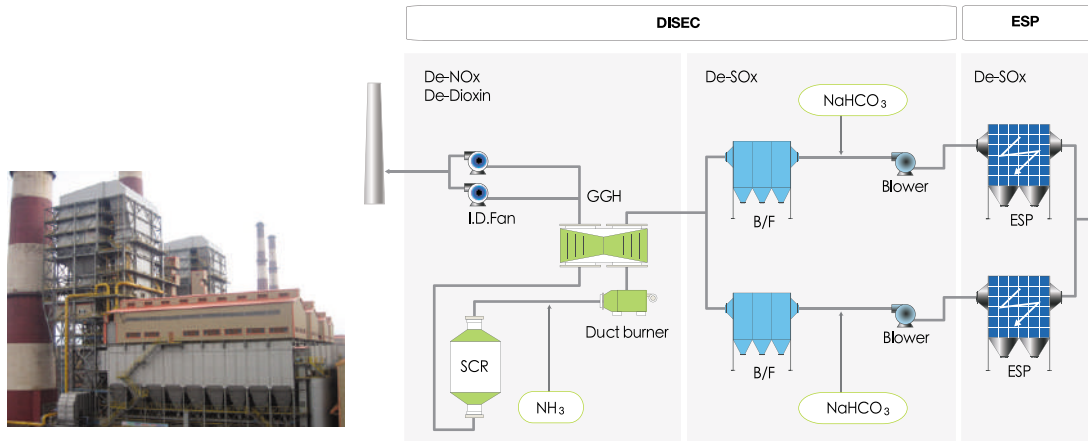 DISEC
ESP
De-NOx
De-Dioxin
De-SOx
De-SOx
NaHCO₃
I.D.Fan
GGH
B/F
Blower
ESP
Duct burner
SCR
NH₃
B/F
Blower
ESP
NaHCO₃